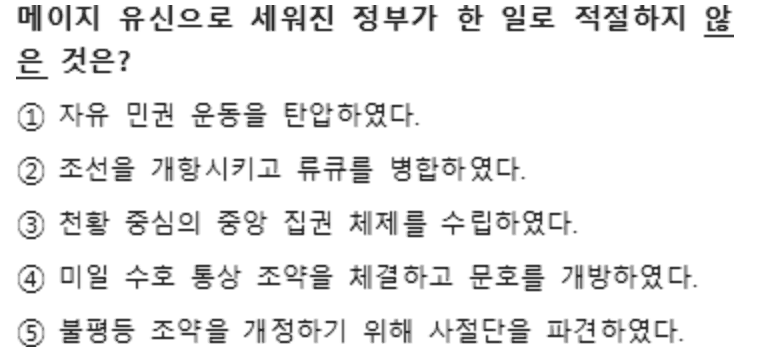 메이지 유신으로 세워진 정부가 한 일로 적절하지 않
은 것은?
① 자유 민권 운동을 탄압하였다.
② 조선을 개항시키고 류큐를 병합하였다.
③ 천황 중심의 중앙 집권 체제를 수립하였다.
④ 미일 수호 통상 조약을 체결하고 문호를 개방하였다.
⑤ 불평등 조약을 개정하기 위해 사절단을 파견하였다.